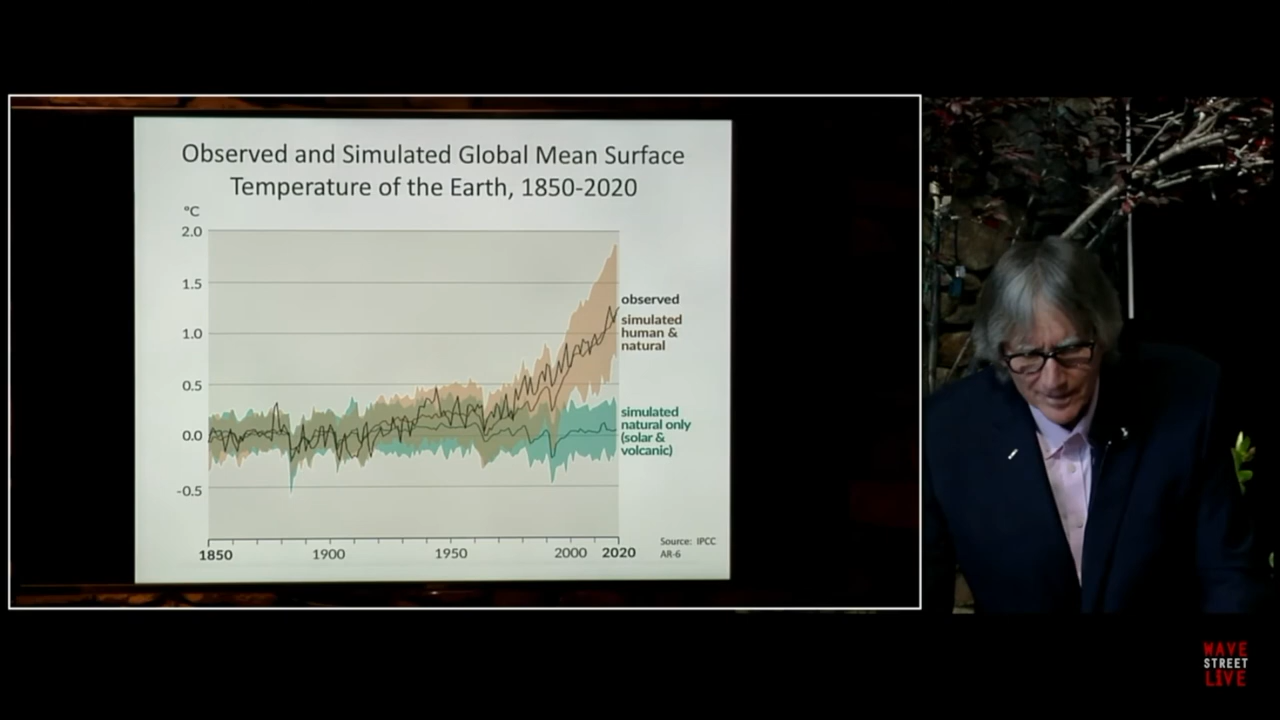 Observed and Simulated Global Mean Surface
Temperature of the Earth, 1850-2020
°C
2.0
1.5
1.0
0.5
0.0
-0.5
observed
simulated
human &
natural
simulated
natural only
(solar &
volcanic)
1850 1900 1950 2000 2020
Source: IPCC
AR-6
WAVE
STREET
LIVE